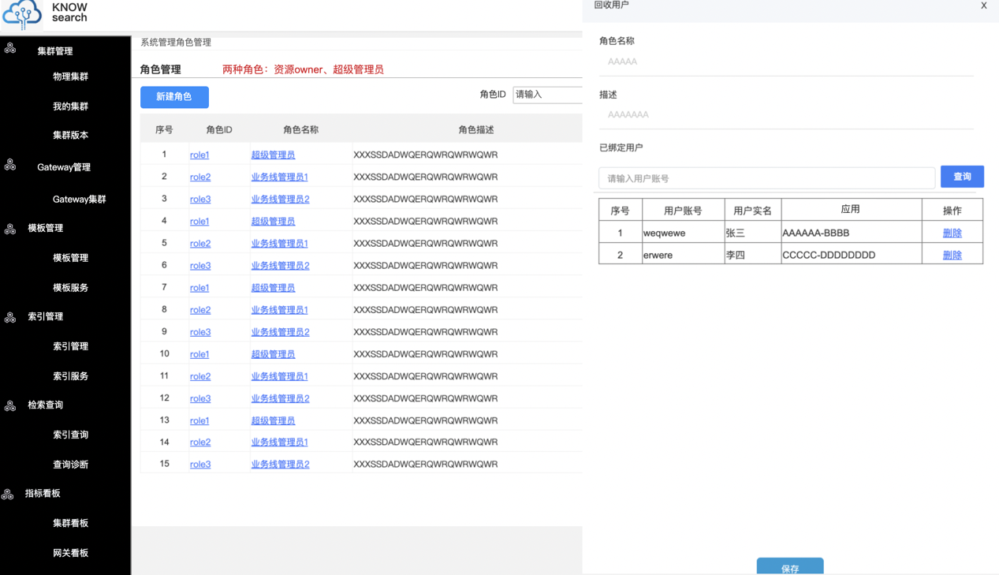 KNOW
search
集群管理
物理集群
我的集群
集群版本
Gateway管理
Gateway集群
模板管理
模板管理
模板服务
索引管理
索引管理
索引服务
检索查询
索引查询
查询诊断
指标看板
集群看板
网关看板
系统管理角色管理
角色管理 两种角色：资源owner、超级管理员
新建角色 角色ID 请输入
序号 角色ID 角色名称 角色描述
1 role1 超级管理员 XXXSSDADWQERQWRQWRWQWR
2 role2 业务线管理员1 XXXSSDADWQERQWRQWRWQWR
3 role3 业务线管理员2 XXXSSDADWQERQWRQWRWQWR
4 role1 超级管理员 XXXSSDADWQERQWRQWRWQWR
5 role2 业务线管理员1 XXXSSDADWQERQWRQWRWQWR
6 role3 业务线管理员2 XXXSSDADWQERQWRQWRWQWR
7 role1 超级管理员 XXXSSDADWQERQWRQWRWQWR
8 role2 业务线管理员1 XXXSSDADWQERQWRQWRWQWR
9 role3 业务线管理员2 XXXSSDADWQERQWRQWRWQWR
10 role1 超级管理员 XXXSSDADWQERQWRQWRWQWR
11 role2 业务线管理员1 XXXSSDADWQERQWRQWRWQWR
12 role3 业务线管理员2 XXXSSDADWQERQWRQWRWQWR
13 role1 超级管理员 XXXSSDADWQERQWRQWRWQWR
14 role2 业务线管理员1 XXXSSDADWQERQWRQWRWQWR
15 role3 业务线管理员2 XXXSSDADWQERQWRQWRWQWR
回收用户 X
角色名称
AAAAA
描述
AAAAAAA
已绑定用户
请输入用户账号 查询
序号 用户账号 用户实名 应用 操作
1 weqwewe 张三 AAAAAA-BBBB 删除
2 erwere 李四 CCCCC-DDDDDDDD 删除
保存